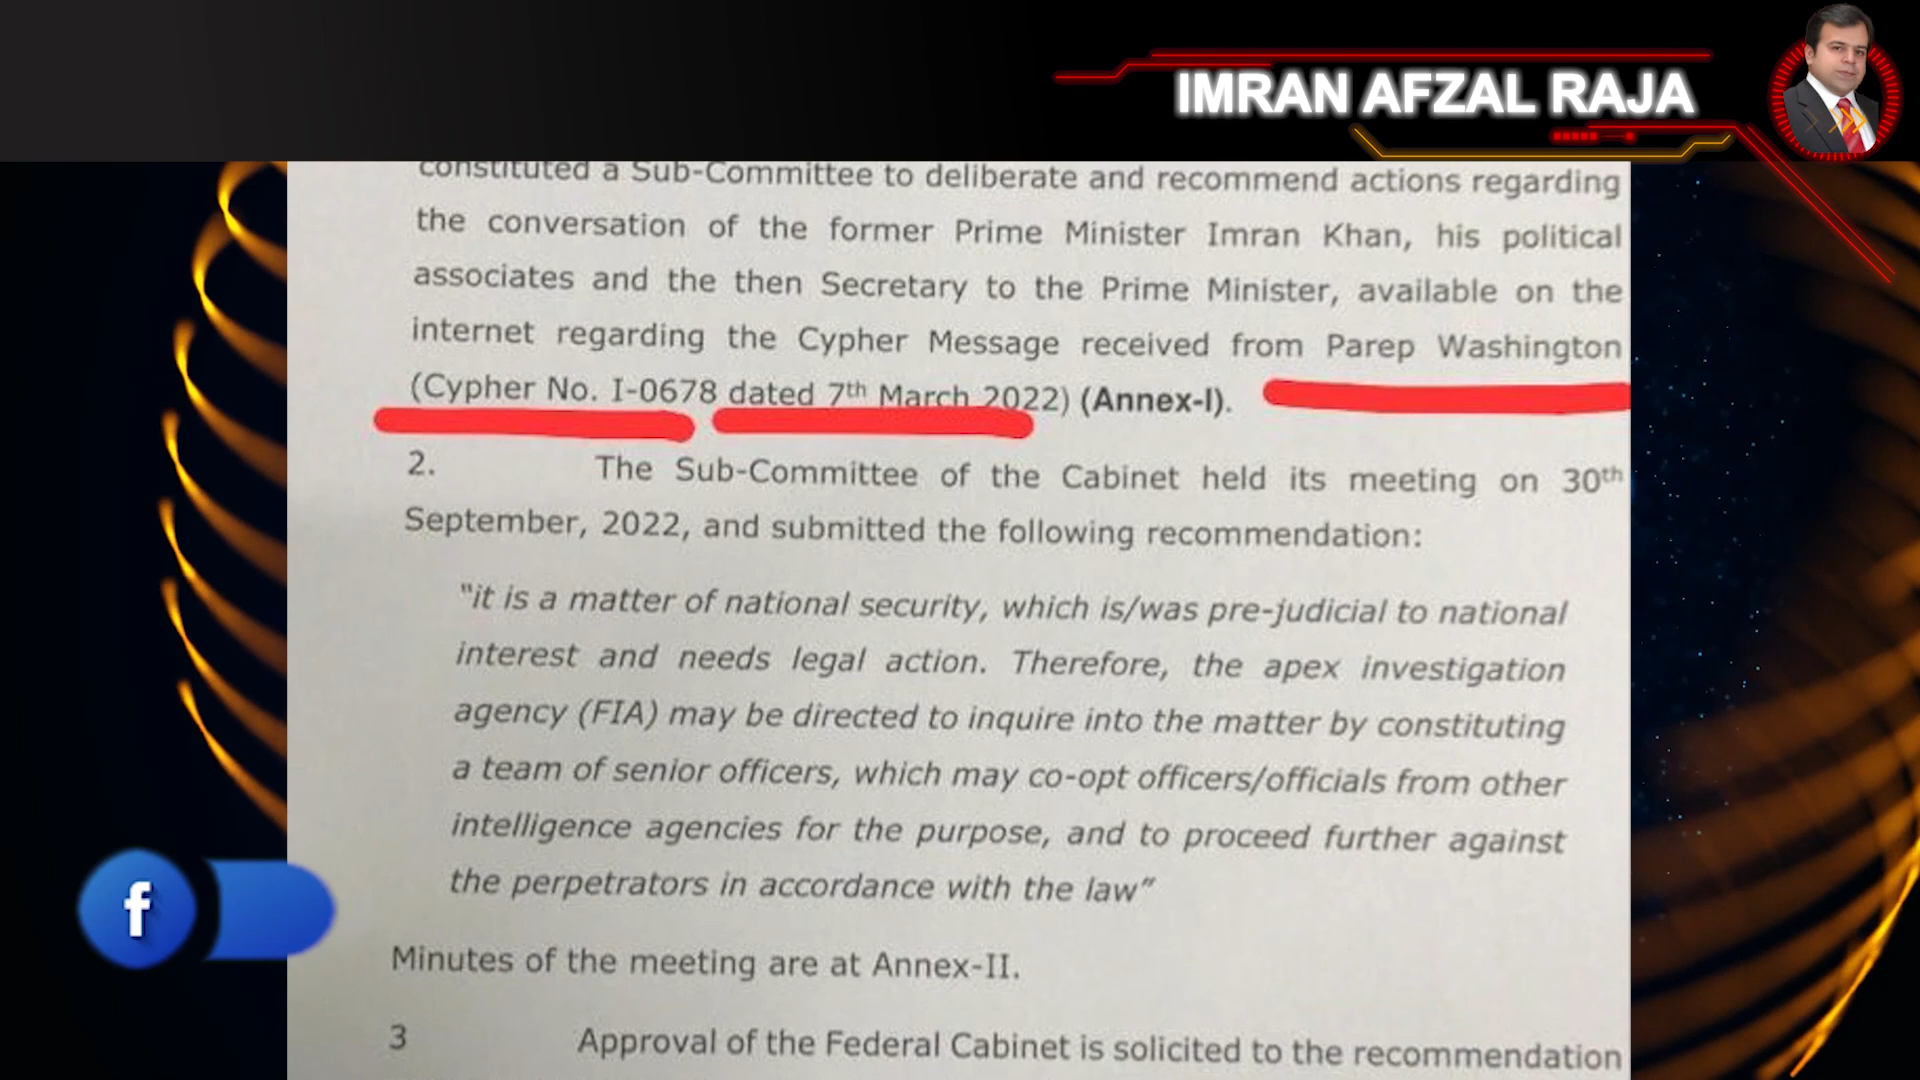 IMRAN AFZAL RAJA
constituted a Sub-Committee to deliberate and recommend actions regarding
the conversation of the former Prime Minister Imran Khan, his political
associates and the then Secretary to the Prime Minister, available on the
internet regarding the Cypher Message received from Parep Washington
(Cypher No. I-0678 dated 7th March 2022) (Annex-I).
2. The Sub-Committee of the Cabinet held its meeting on 30th
September, 2022, and submitted the following recommendation:
"it is a matter of national security, which is/was pre-judicial to national
interest and needs legal action. Therefore, the apex investigation
agency (FIA) may be directed to inquire into the matter by constituting
a team of senior officers, which may co-opt officers/officials from other
intelligence agencies for the purpose, and to proceed further against
the perpetrators in accordance with the law"
Minutes of the meeting are at Annex-II.
3 Approval of the Federal Cabinet is solicited to the recommendation
f